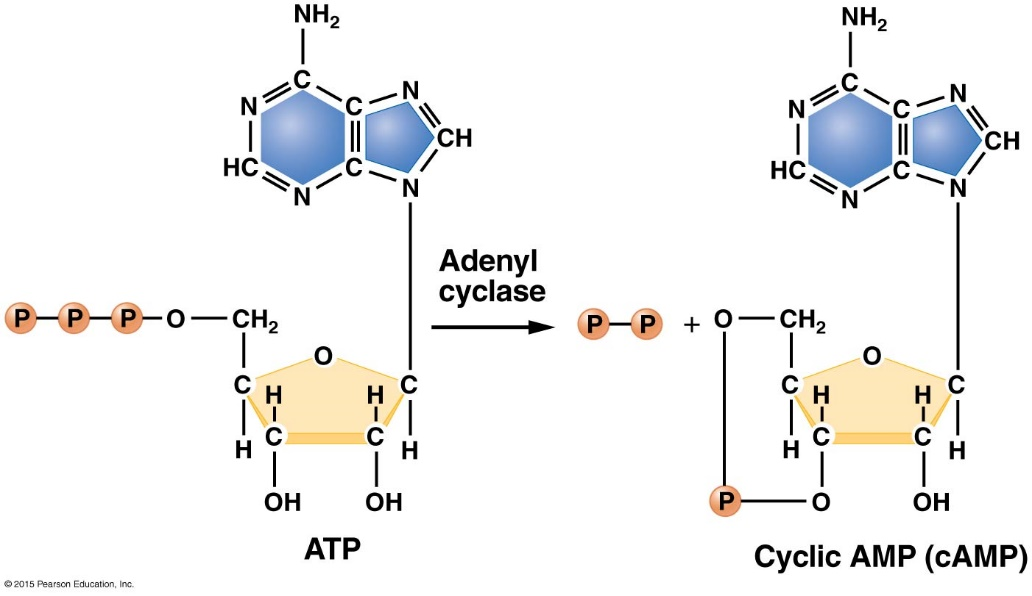 NH₂
C
N
C
N
CH
HC
N
C
N
P P P O CH₂
O
C
H
H
C
H
C
C
H
OH
OH
ATP
Adenyl
cyclase
P P + O CH₂
NH₂
C
N
C
N
CH
HC
N
C
N
O
C
H
H
C
H
C
C
H
P
O
OH
Cyclic AMP (cAMP)
© 2015 Pearson Education, Inc.